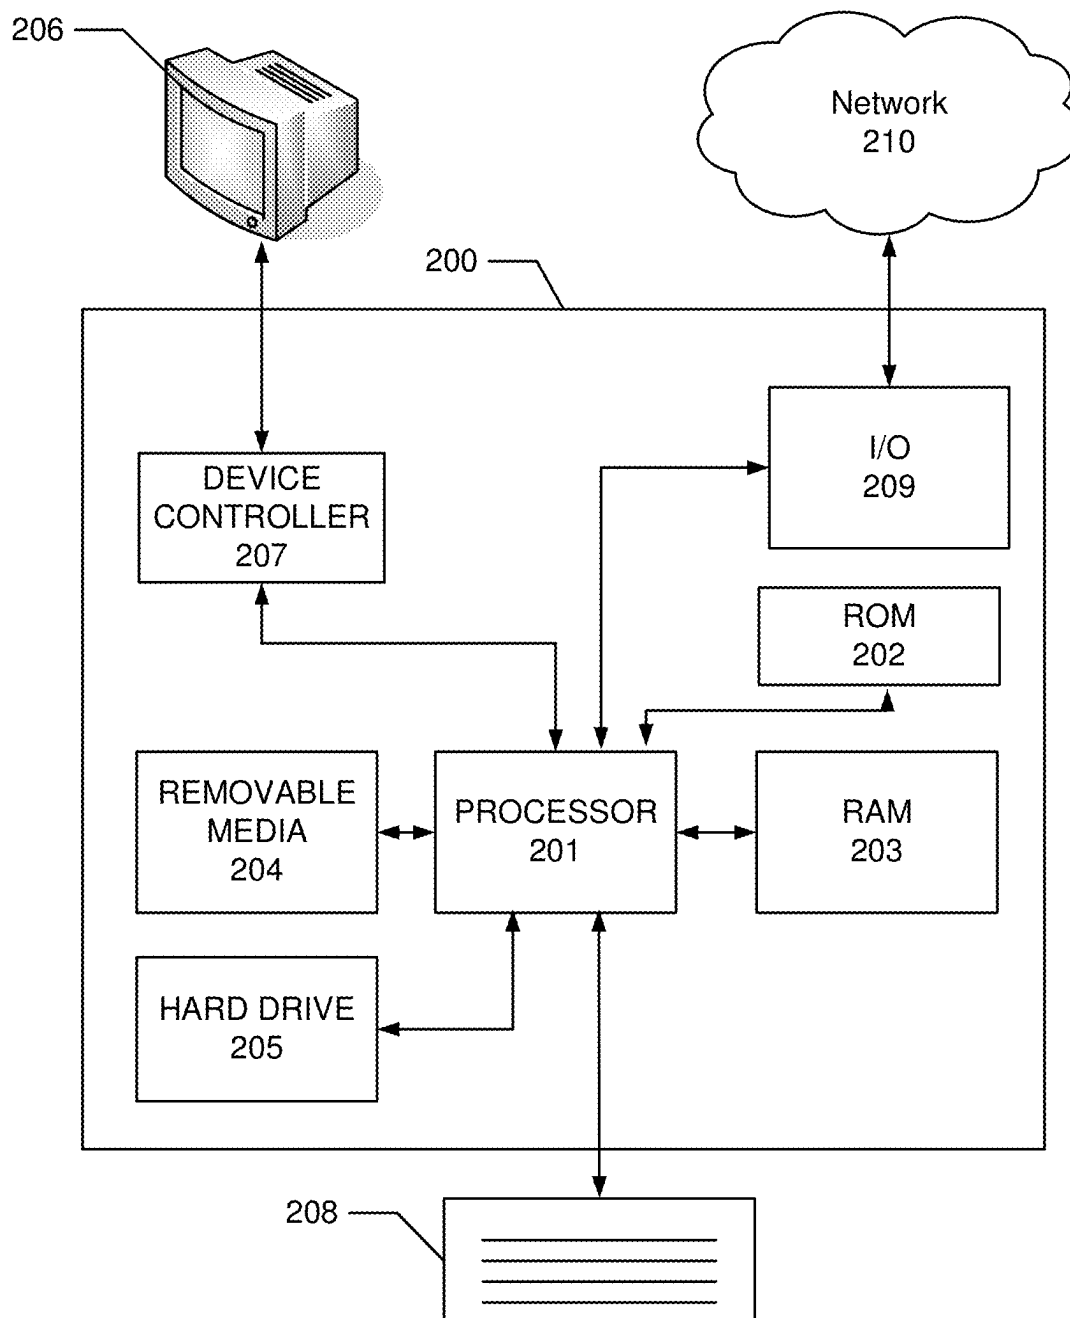 206
Network
210
200
DEVICE
CONTROLLER
207
I/O
209
ROM
202
REMOVABLE
MEDIA
204
PROCESSOR
201
RAM
203
HARD DRIVE
205
208